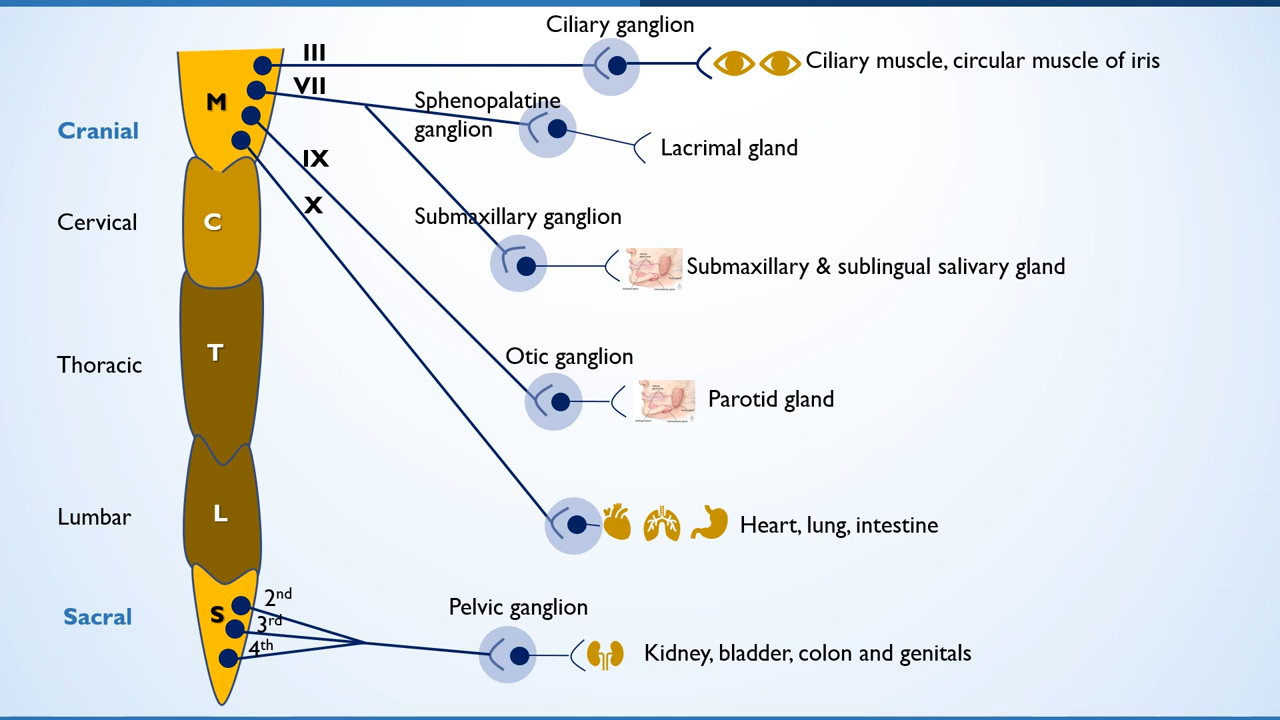 Ciliary ganglion
III
Ciliary muscle, circular muscle of iris
VII
M
Sphenopalatine
ganglion
Cranial
Lacrimal gland
IX
X
Cervical
C
Submaxillary ganglion
Submaxillary & sublingual salivary gland
T
Thoracic
Otic ganglion
Parotid gland
L
Lumbar
Heart, lung, intestine
2nd
S
3rd
4th
Sacral
Pelvic ganglion
Kidney, bladder, colon and genitals